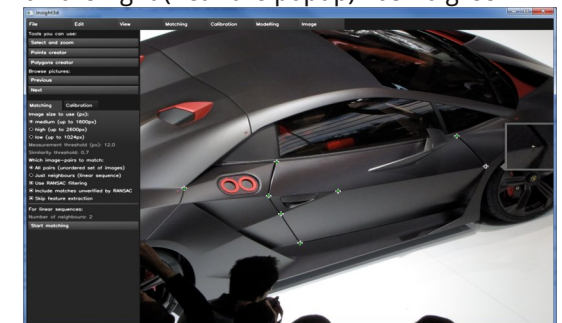 Insight3d
File Edit View Matching Calibration Modelling Image
Tools you can use:
Select and zoom
Points creator
Polygons creator
Browse pictures:
Previous
Next
Matching Calibration
Image size to use (px):
medium (up to 1600px)
high (up to 2600px)
low (up to 1024px)
Measurement threshold (px): 12.0
Similarity threshold: 0.7
Which image-pairs to match:
All pairs (unordered set of images)
Just neighbours (linear sequence)
Use RANSAC filtering
Include matches unverified by RANSAC
Skip feature extraction
For linear sequences:
Number of neighbours: 2
Start matching